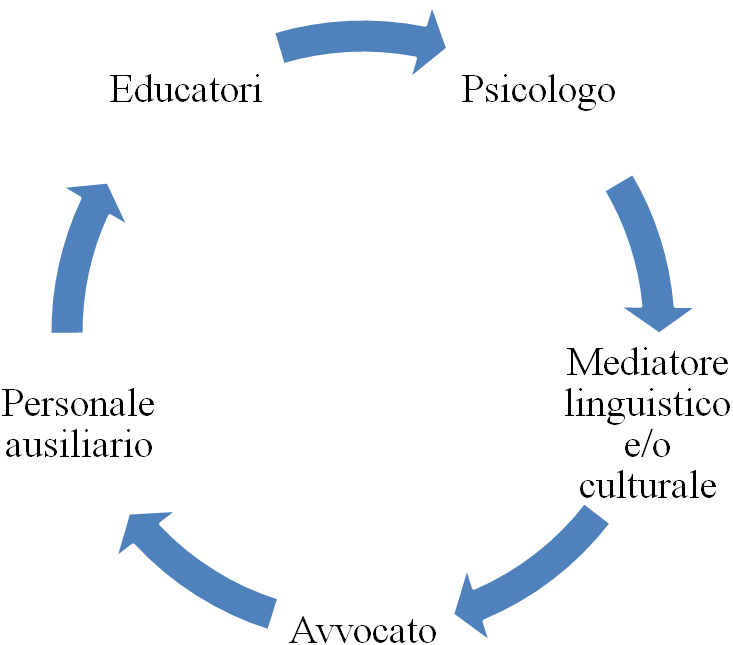 Educatori
Psicologo
Mediatore
linguistico
e/o
culturale
Avvocato
Personale
ausiliario